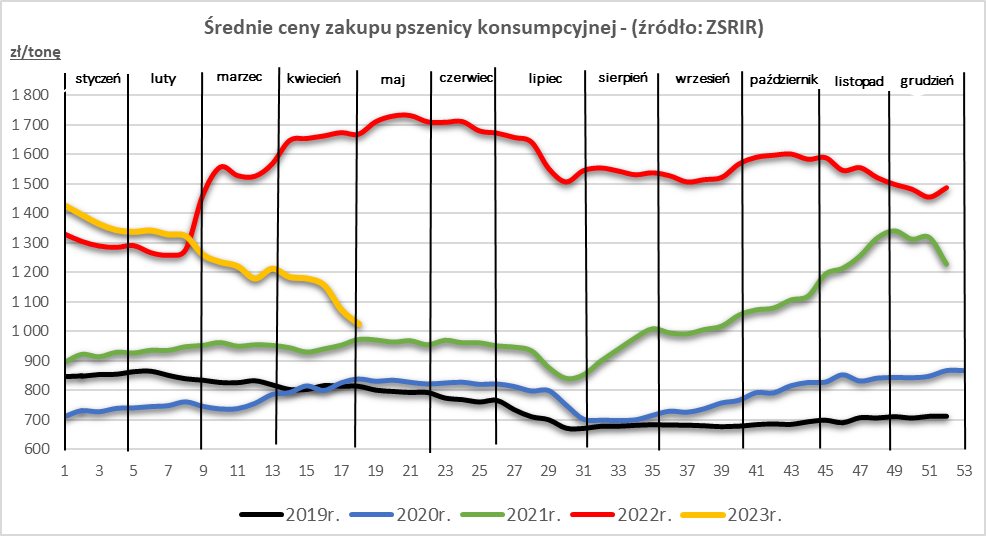 Średnie ceny zakupu pszenicy konsumpcyjnej - (źródło: ZSRIR)
zł/tonę
styczeń luty marzec kwiecień maj czerwiec lipiec sierpień wrzesień październik listopad grudzień
1 800
1 700
1 600
1 500
1 400
1 300
1 200
1 100
1 000
900
800
700
600
1 3 5 7 9 11 13 15 17 19 21 23 25 27 29 31 33 35 37 39 41 43 45 47 49 51 53
2019r. 2020r. 2021r. 2022r. 2023r.